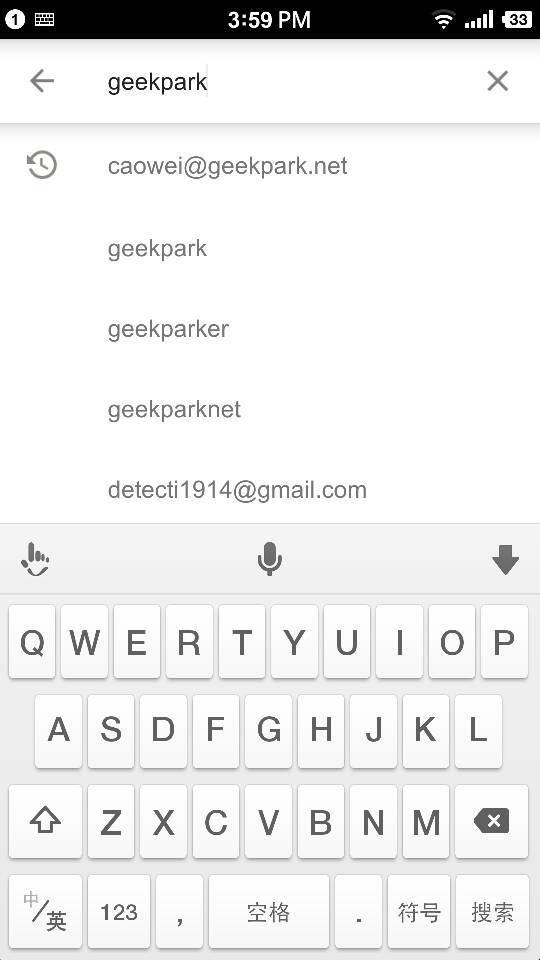 1 3:59 PM 33
geekpark
caowei@geekpark.net
geekpark
geekparker
geekparknet
detecti1914@gmail.com
Q W E R T Y U I O P
A S D F G H J K L
Z X C V B N M
中/英 123 , 空格 . 符号 搜索